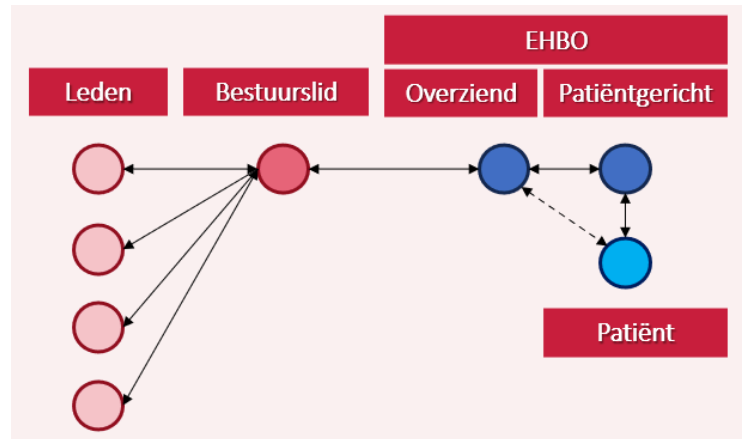 EHBO
Leden
Bestuurslid
Overziend
Patiëntgericht
Patiënt